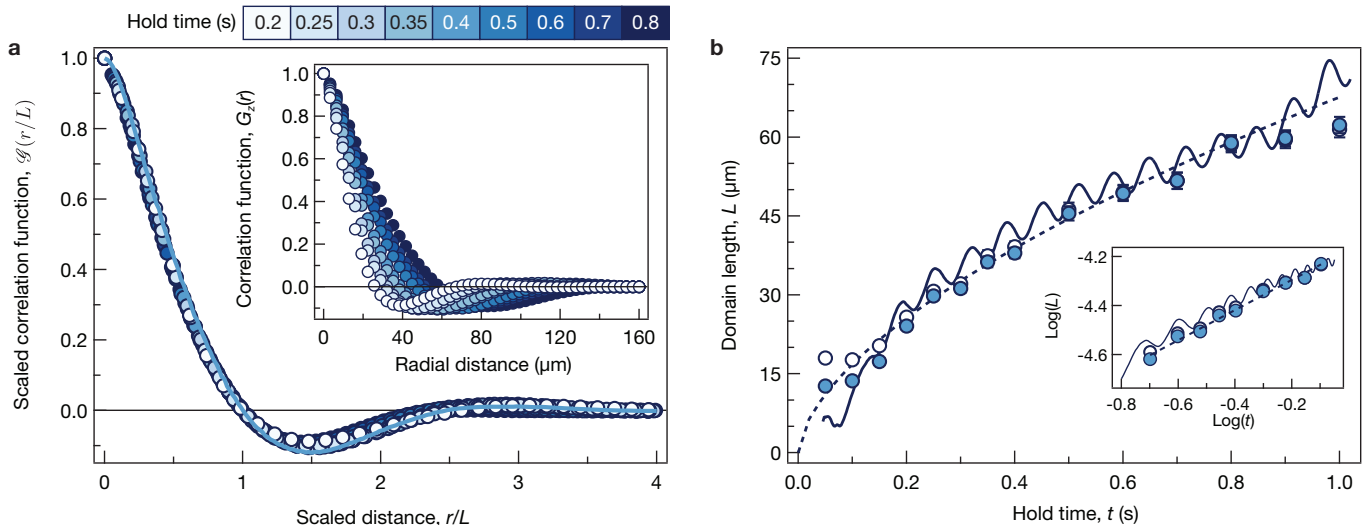 Hold time (s) 0.2 0.25 0.3 0.35 0.4 0.5 0.6 0.7 0.8
a
Scaled correlation function, 𝒢(r/L)
1.0
0.8
0.6
0.4
0.2
0.0
0 1 2 3 4
Scaled distance, r/L
Correlation function, G_z(r)
1.0
0.8
0.6
0.4
0.2
0.0
0 40 80 120 160
Radial distance (µm)
b
Domain length, L (µm)
75
60
45
30
15
0
0.0 0.2 0.4 0.6 0.8 1.0
Hold time, t (s)
Log(L)
-4.2
-4.4
-4.6
-0.8 -0.6 -0.4 -0.2
Log(t)